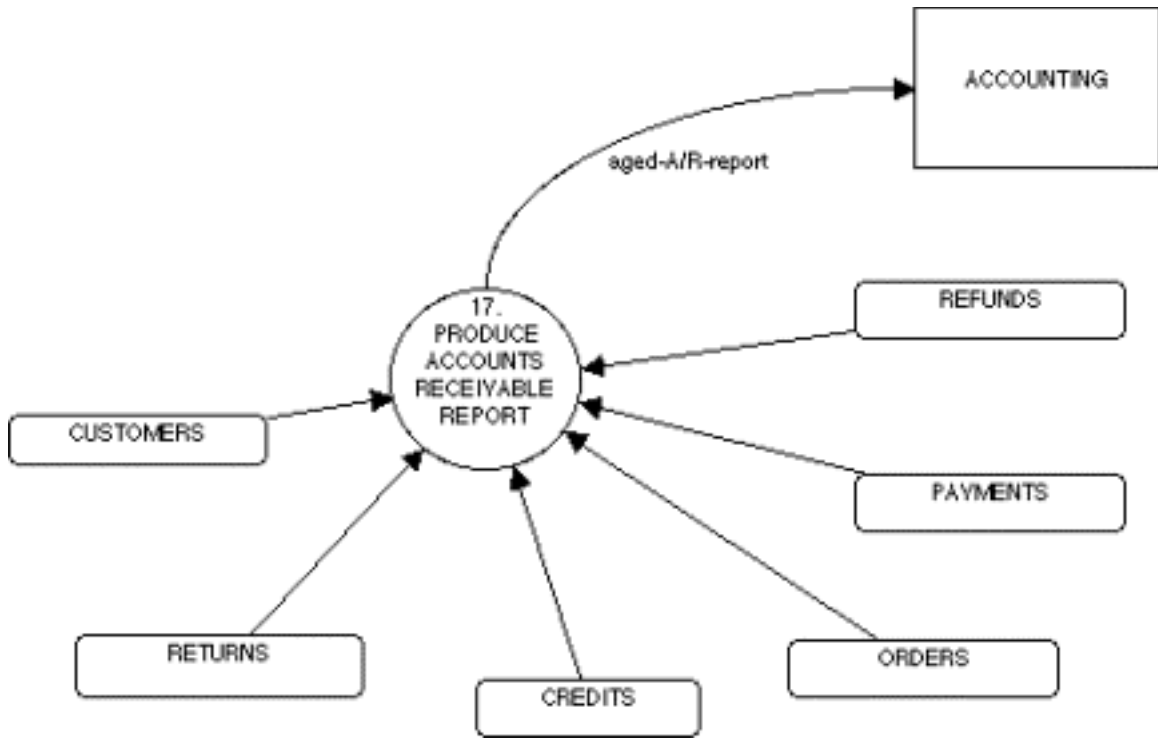 ACCOUNTING
aged-A/R-report
REFUNDS
17.
PRODUCE
ACCOUNTS
RECEIVABLE
REPORT
CUSTOMERS
PAYMENTS
RETURNS
ORDERS
CREDITS